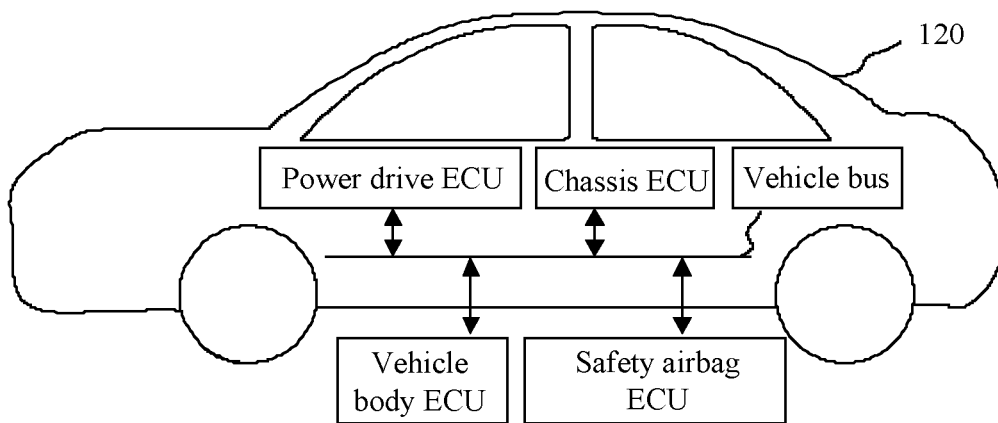 120
Power drive ECU
Chassis ECU
Vehicle bus
Vehicle
body ECU
Safety airbag
ECU